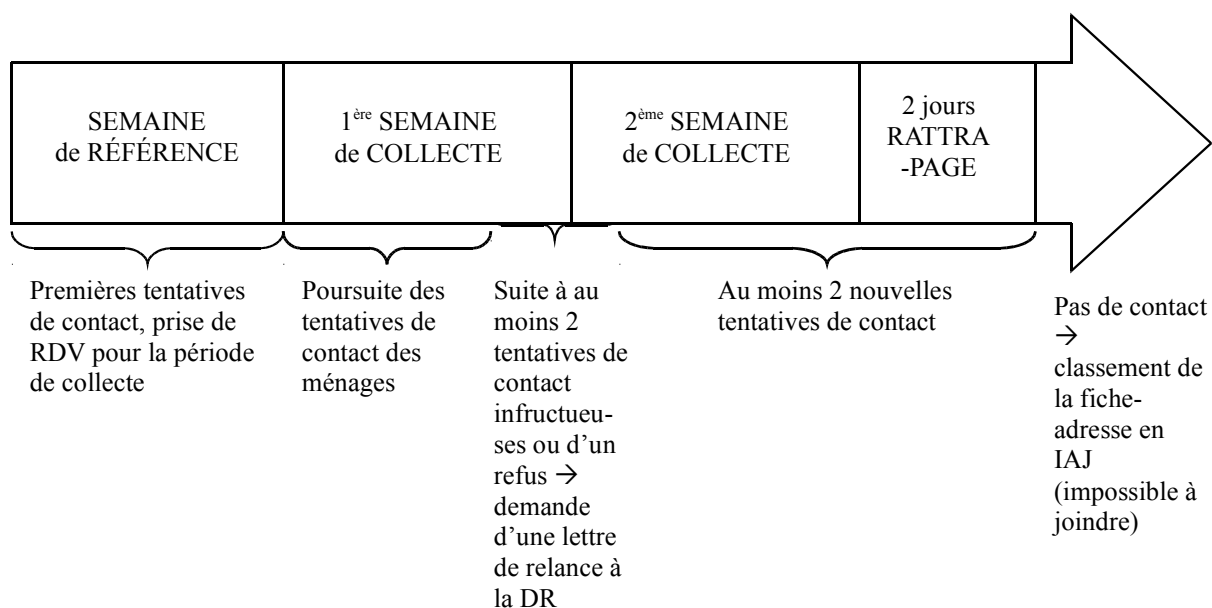 SEMAINE
de RÉFÉRENCE
1ère SEMAINE
de COLLECTE
2ème SEMAINE
de COLLECTE
2 jours
RATTRA
-PAGE
Premières tentatives
de contact, prise de
RDV pour la période
de collecte
Poursuite des
tentatives de
contact des
ménages
Suite à au
moins 2
tentatives de
contact
infructueu-
ses ou d’un
refus →
demande
d’une lettre
de relance à
la DR
Au moins 2 nouvelles
tentatives de contact
Pas de contact
→
classement de
la fiche-
adresse en
IAJ
(impossible à
joindre)